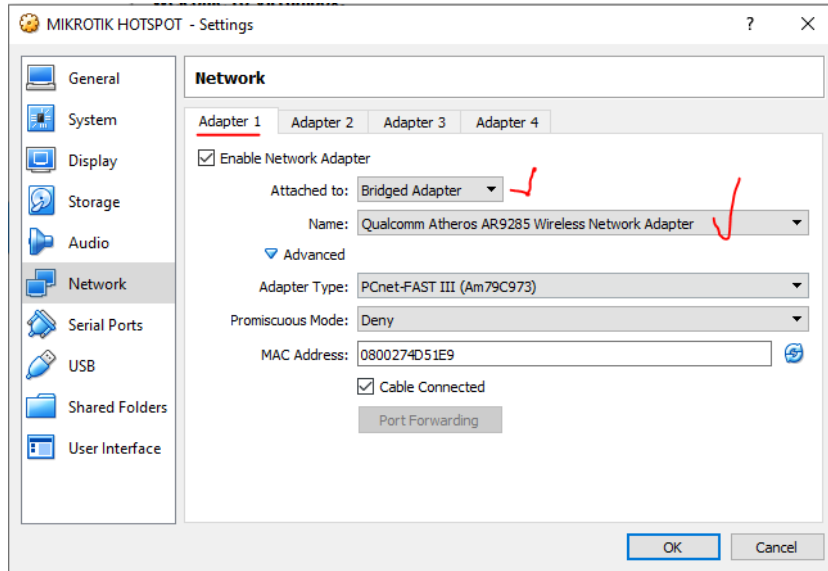 MIKROTIK HOTSPOT - Settings
?
General
System
Display
Storage
Audio
Network
Serial Ports
USB
Shared Folders
User Interface
Network
Adapter 1
Adapter 2
Adapter 3
Adapter 4
Enable Network Adapter
Attached to: Bridged Adapter
Name: Qualcomm Atheros AR9285 Wireless Network Adapter
Advanced
Adapter Type: PCnet-FAST III (Am79C973)
Promiscuous Mode: Deny
MAC Address: 0800274D51E9
Cable Connected
Port Forwarding
OK
Cancel